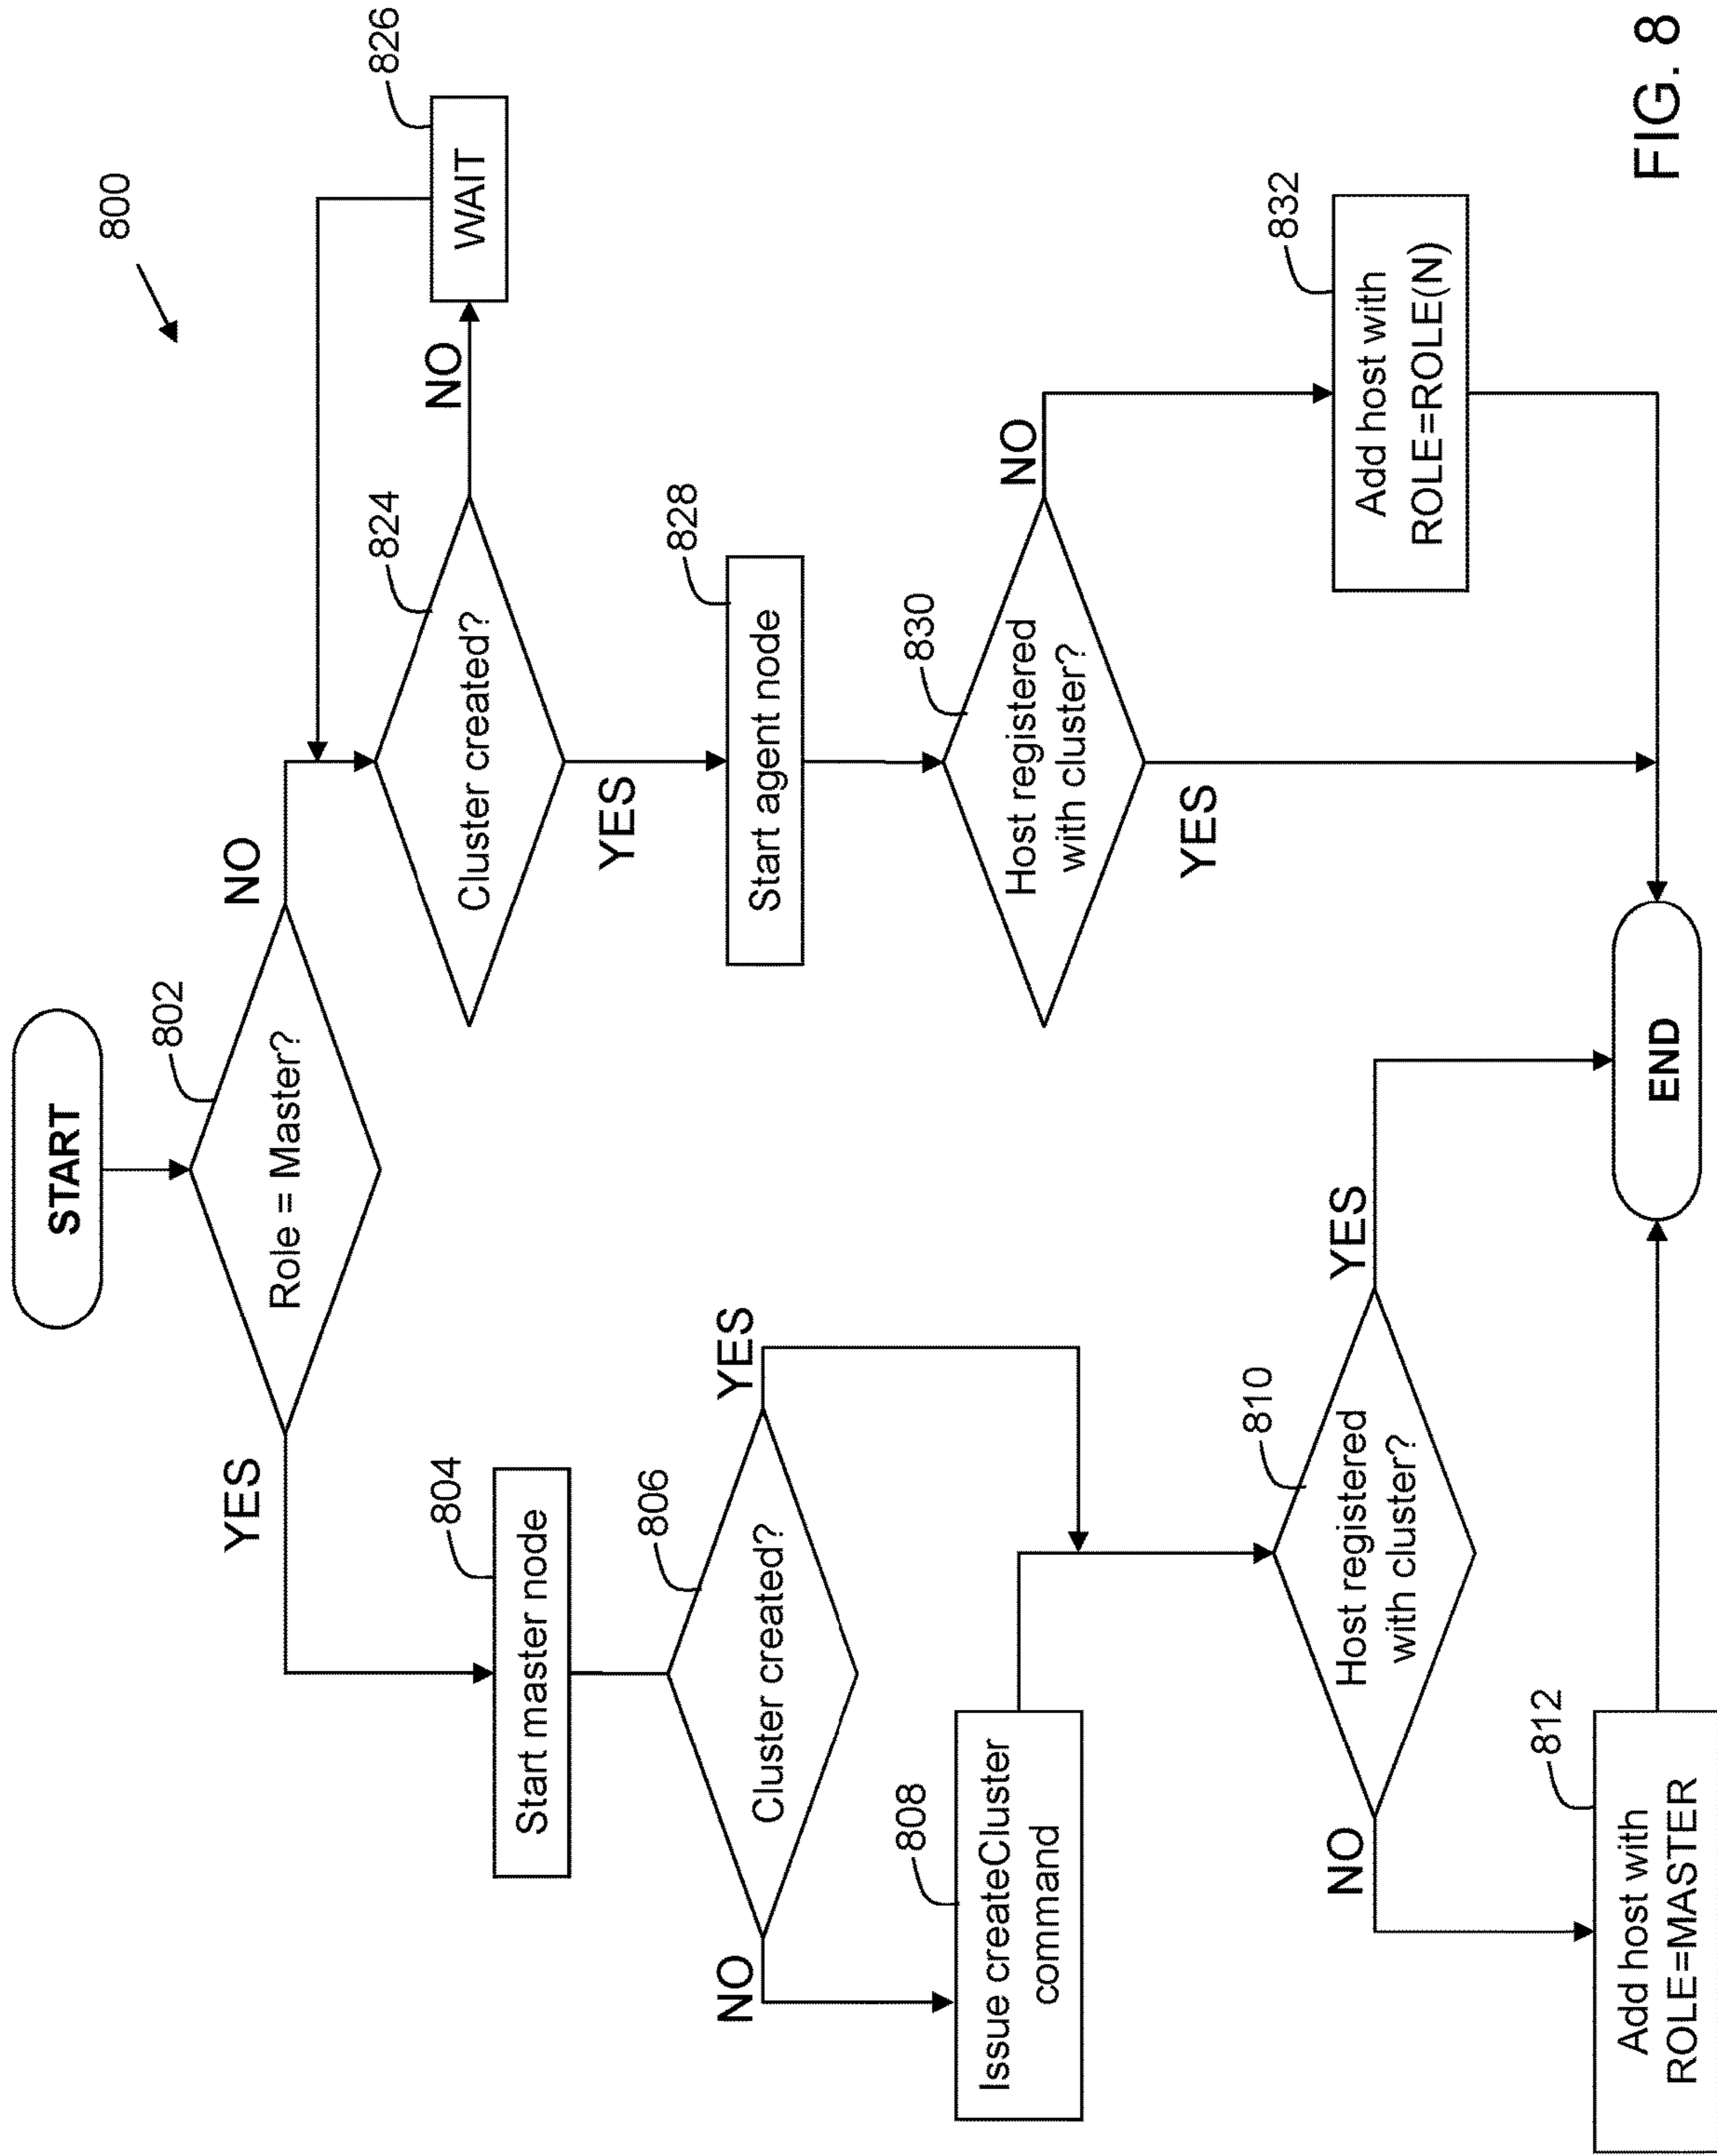 800
START
802
Role = Master?
YES
NO
804
Start master node
806
Cluster created?
NO
YES
808
Issue createCluster
command
810
Host registered
with cluster?
NO
YES
812
Add host with
ROLE=MASTER
824
Cluster created?
NO
826
WAIT
YES
828
Start agent node
830
Host registered
with cluster?
NO
YES
832
Add host with
ROLE=ROLE(N)
END
FIG. 8